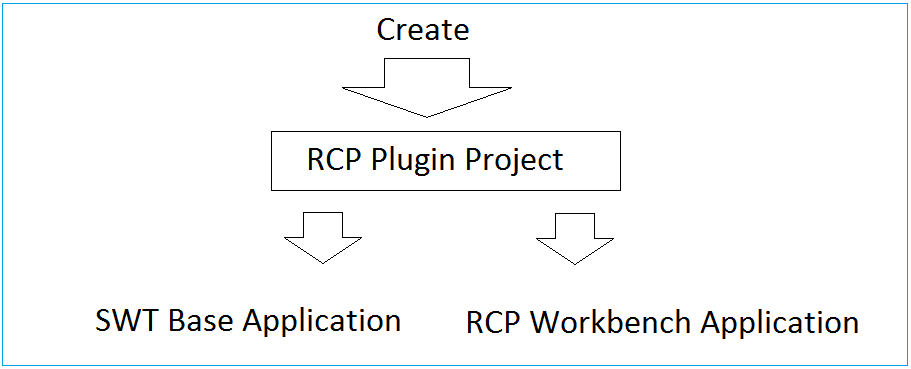 Create
RCP Plugin Project
SWT Base Application
RCP Workbench Application